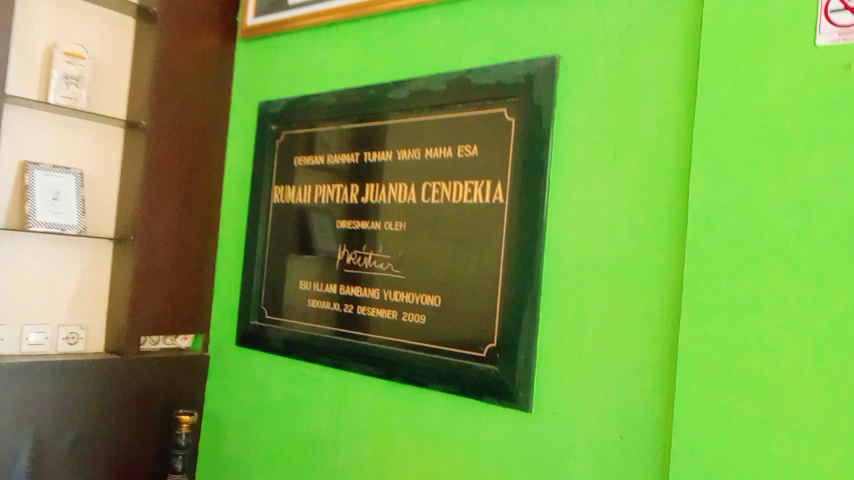 DENGAN RAHMAT TUHAN YANG MAHA ESA
RUMAH PINTAR JUANDA CENDEKIA
DIRESMIKAN OLEH
IBU HJ.ANI BAMBANG YUDHOYONO
SIDOARJO, 22 DESEMBER 2009